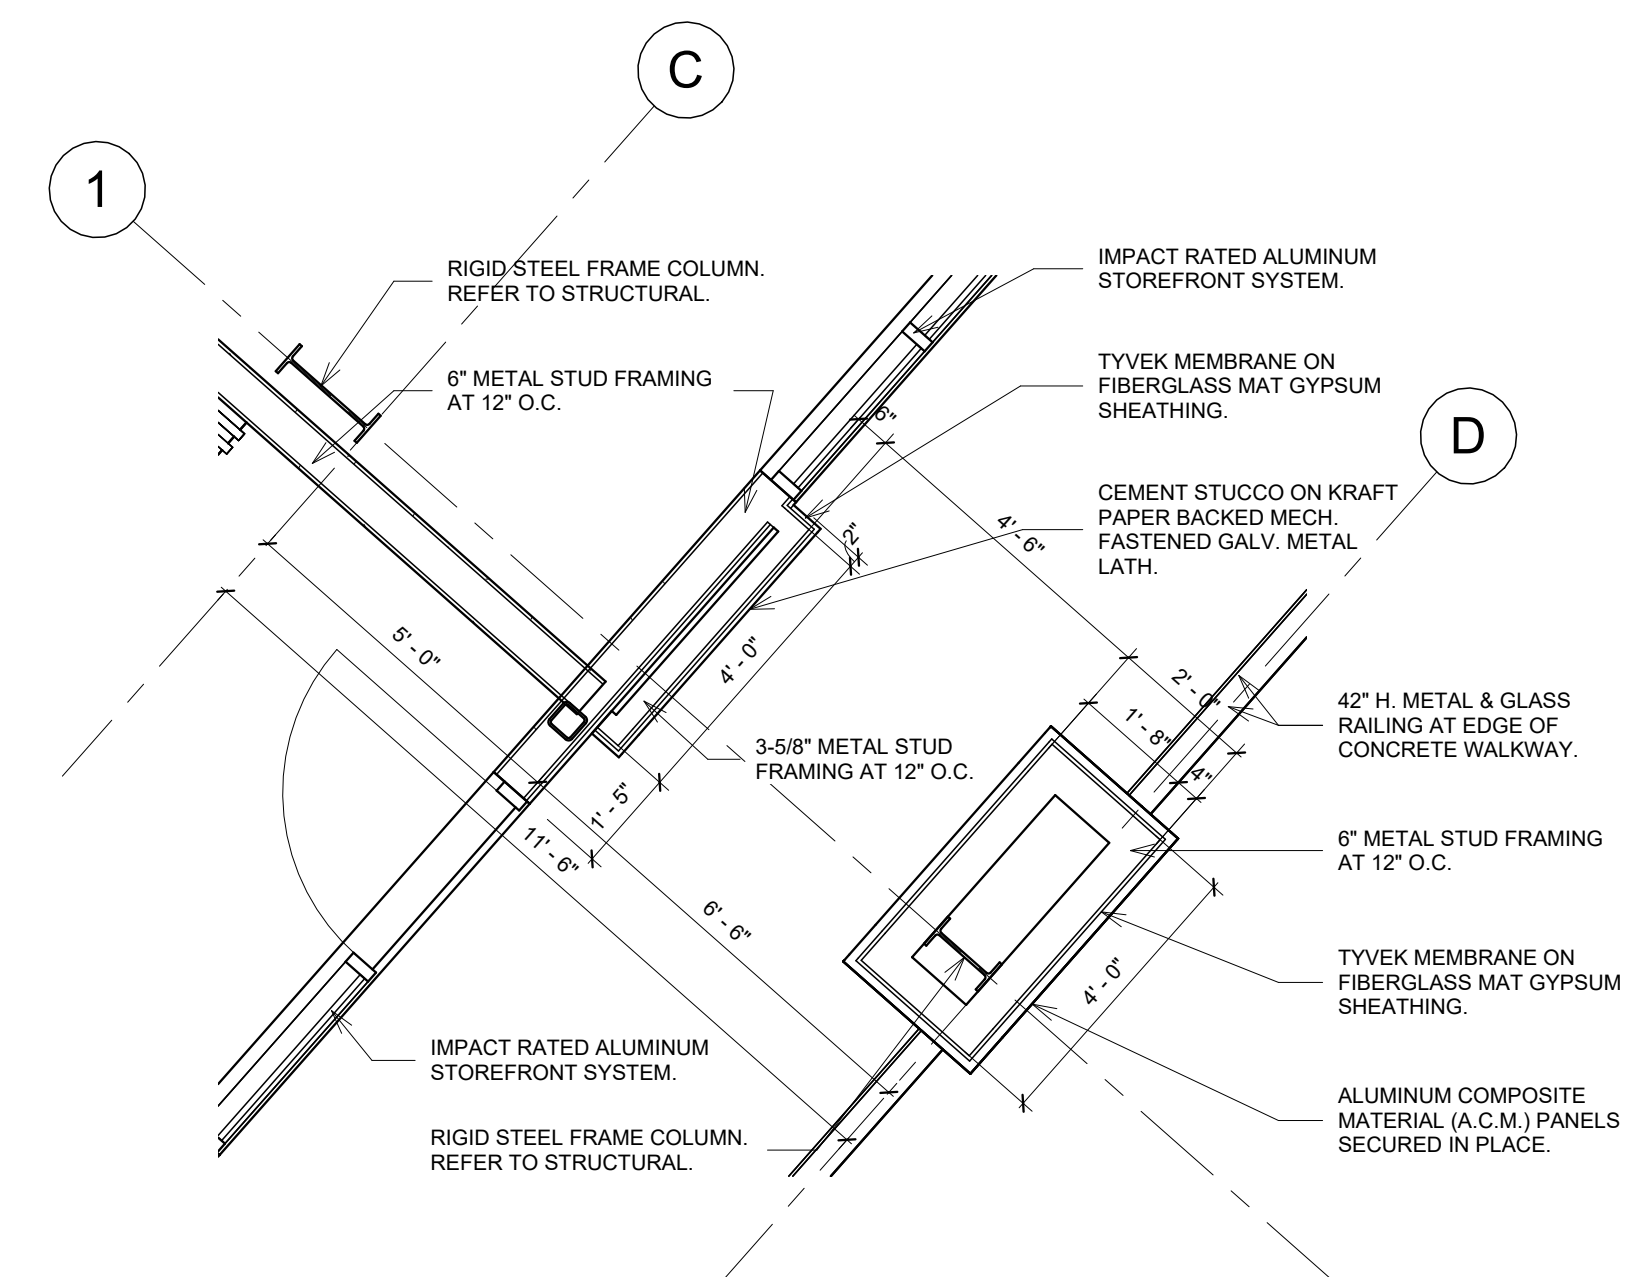 C
1
RIGID STEEL FRAME COLUMN.
REFER TO STRUCTURAL.
IMPACT RATED ALUMINUM
STOREFRONT SYSTEM.
6" METAL STUD FRAMING
AT 12" O.C.
TYVEK MEMBRANE ON
FIBERGLASS MAT GYPSUM
SHEATHING.
6"
D
CEMENT STUCCO ON KRAFT
PAPER BACKED MECH.
FASTENED GALV. METAL
LATH.
4' - 6"
2"
5' - 0"
4' - 0"
2' - 0"
1' - 8"
4"
42" H. METAL & GLASS
RAILING AT EDGE OF
CONCRETE WALKWAY.
3-5/8" METAL STUD
FRAMING AT 12" O.C.
1' - 5"
11' - 6"
6" METAL STUD FRAMING
AT 12" O.C.
6' - 6"
4' - 0"
TYVEK MEMBRANE ON
FIBERGLASS MAT GYPSUM
SHEATHING.
IMPACT RATED ALUMINUM
STOREFRONT SYSTEM.
RIGID STEEL FRAME COLUMN.
REFER TO STRUCTURAL.
ALUMINUM COMPOSITE
MATERIAL (A.C.M.) PANELS
SECURED IN PLACE.